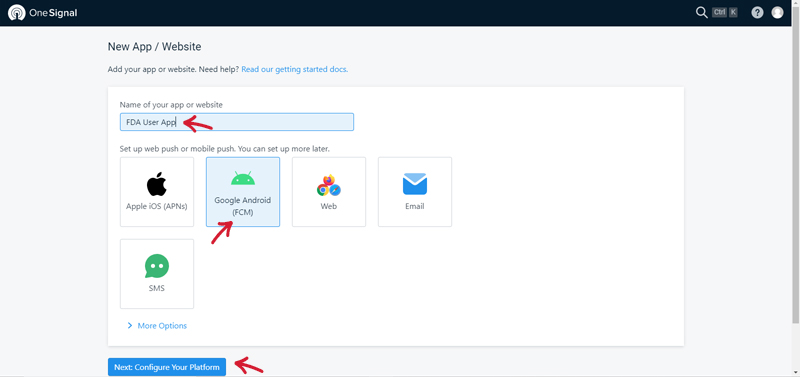 OneSignal
Ctrl K
?
New App / Website
Add your app or website. Need help? Read our getting started docs.
Name of your app or website
FDA User App
Set up web push or mobile push. You can set up more later.
Apple iOS (APNs)
Google Android
(FCM)
Web
Email
SMS
More Options
Next: Configure Your Platform